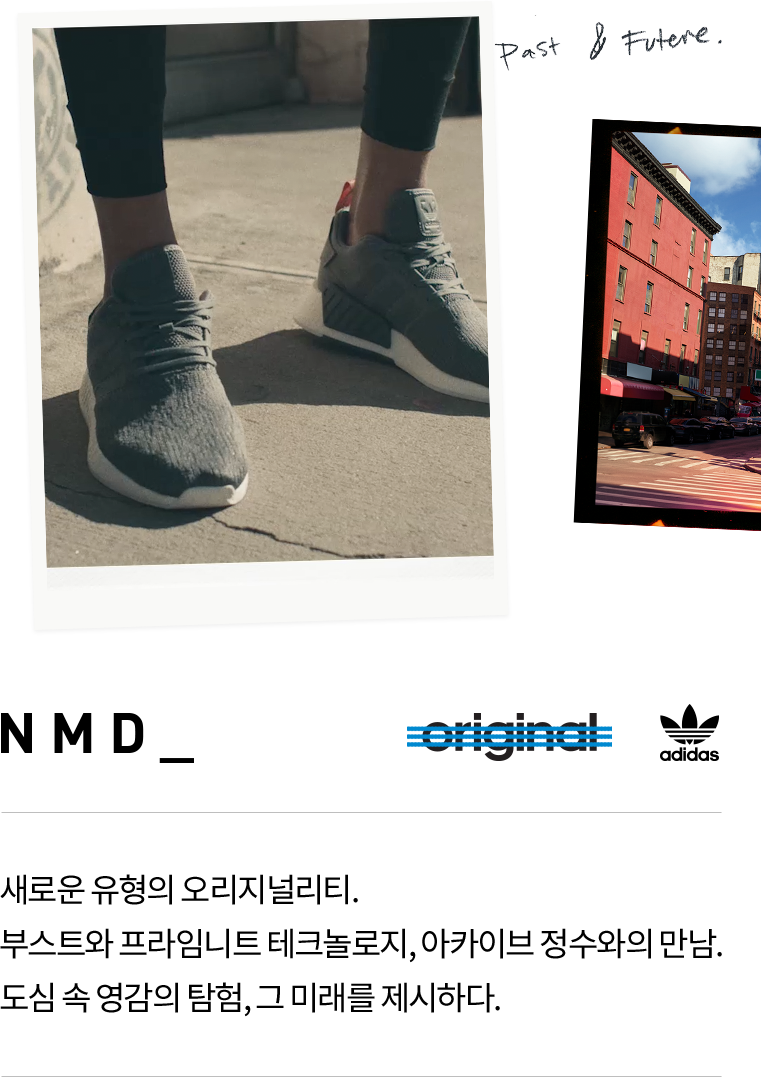 Past & Future.
NMD_
original
adidas
새로운 유형의 오리지널리티.
부스트와 프라임니트 테크놀로지, 아카이브 정수와의 만남.
도심 속 영감의 탐험, 그 미래를 제시하다.